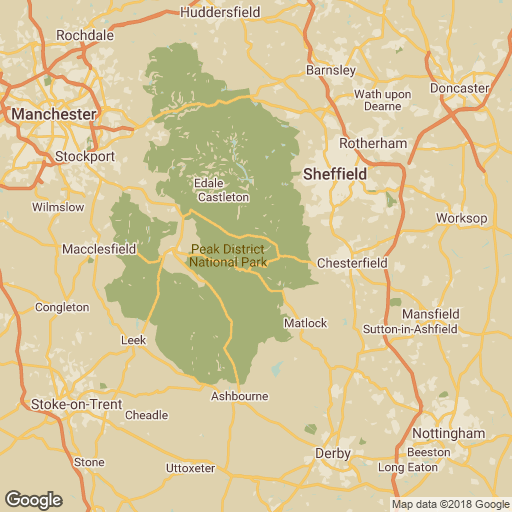 Huddersfield
Rochdale
Barnsley
Doncaster
Wath upon
Dearne
Manchester
Rotherham
Stockport
Sheffield
Edale
Castleton
Wilmslow
Worksop
Macclesfield
Peak District
National Park
Chesterfield
Congleton
Mansfield
Matlock
Sutton-in-Ashfield
Leek
Ashbourne
Stoke-on-Trent
Cheadle
Nottingham
Derby
Beeston
Stone
Uttoxeter
Long Eaton
Google
Map data ©2018 Google